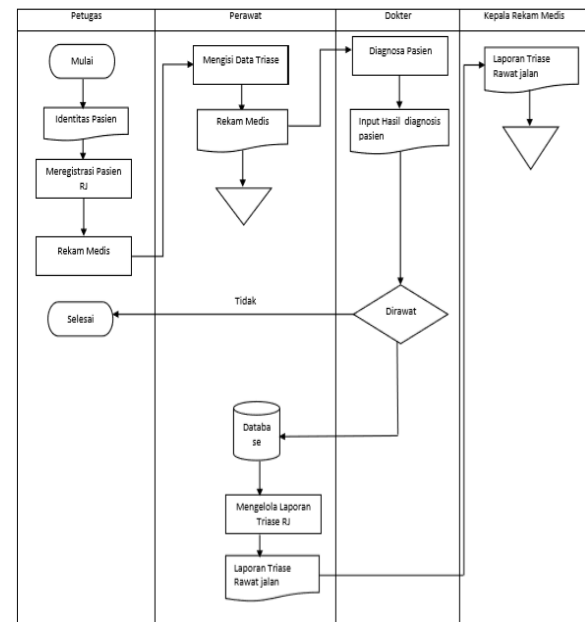 Petugas
Perawat
Dokter
Kepala Rekam Medis
Mulai
Identitas Pasien
Meregistrasi Pasien
RJ
Rekam Medis
Selesai
Mengisi Data Triase
Rekam Medis
Tidak
Databa
se
Mengelola Laporan
Triase RJ
Laporan Triase
Rawat jalan
Diagnosa Pasien
Input Hasil diagnosis
pasien
Dirawat
Laporan Triase
Rawat jalan